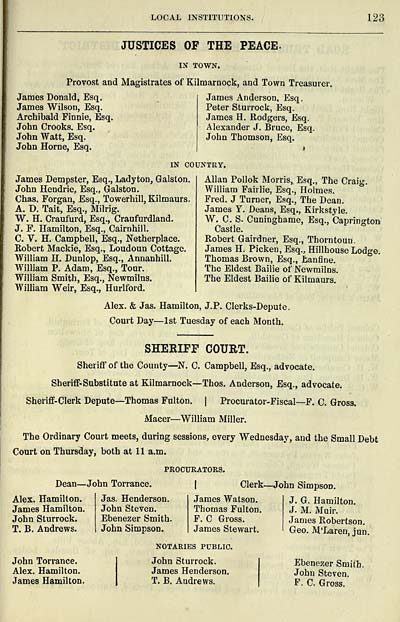 LOCAL INSTITUTIONS. 123
JUSTICES OF THE PEACE.
IN TOWN.
Provost and Magistrates of Kilmarnock, and Town Treasurer.
James Donald, Esq.
James Wilson, Esq.
Archibald Finnie, Esq.
John Crooks. Esq.
John Watt, Esq.
John Horne, Esq.
James Anderson, Esq.
Peter Sturrock, Esq.
James H. Rodgers, Esq.
Alexander J. Bruce, Esq.
John Thomson, Esq.
IN COUNTRY.
James Dempster, Esq., Ladyton, Galston.
John Hendrie, Esq., Galston.
Chas. Forgan, Esq., Towerhill, Kilmaurs.
A. D. Tait, Esq., Milrig.
W. H. Craufurd, Esq., Craufurdland.
J. F. Hamilton, Esq., Cairnhill.
C. V. H. Campbell, Esq., Netherplace.
Robert Mackie, Esq., Loudoun Cottage.
William H. Dunlop, Esq., Annanhill.
William P. Adam, Esq., Tour.
William Smith, Esq., Newmilns.
William Weir, Esq., Hurlford.
Allan Pollok Morris, Esq., The Craig.
William Fairlie, Esq., Holmes.
Fred. J Turner, Esq., The Dean.
James Y. Deans, Esq., Kirkstyle.
W. C. S. Cuninghame, Esq., Caprington
Castle.
Robert Gairdner, Esq., Thorntoun.
James H. Picken, Esq., Hillhouse Lodge.
Thomas Brown, Esq., Lanfine.
The Eldest Bailie of Newmilns.
The Eldest Bailie of Kilmaurs.
Alex. & Jas. Hamilton, J.P. Clerks-Depute.
Court Day—1st Tuesday of each Month.
SHERIFF COURT.
Sheriff of the County—N. C. Campbell, Esq., advocate.
Sheriff-Substitute at Kilmarnock—Thos. Anderson, Esq., advocate.
Sheriff-Clerk Depute—Thomas Fulton. | Procurator-Fiscal—F. C. Gross.
Macer—William Miller.
The Ordinary Court meets, during sessions, every Wednesday, and the Small Debt
Court on Thursday, both at 11 a.m.
PROCURATORS.
Dean—John Torrance. | Clerk—John Simpson.
Alex. Hamilton.
James Hamilton.
John Sturrock.
T. B. Andrews.
Jas. Henderson.
John Steven.
Ebenezer Smith.
John Simpson.
James Watson.
Thomas Fulton.
F. C Gross.
James Stewart.
J. G. Hamilton.
J. M. Muir.
James Robertson.
Geo. M'Laren, jun.
NOTARIES PUBLIC.
John Torrance.
Alex. Hamilton.
James Hamilton.
John Sturrock.
James Henderson.
T. B. Andrews.
Ebenezer Smith.
John Steven.
F. C. Gross.